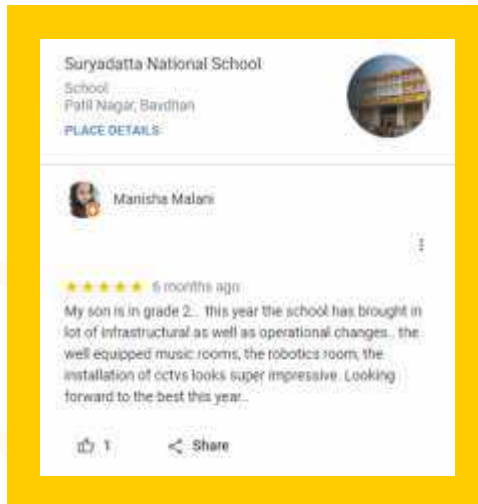 Suryadatta National School
School
Patil Nagar, Bavdhan
PLACE DETAILS
Manisha Malani
6 months ago
My son is in grade 2.. this year the school has brought in
lot of infrastructural as well as operational changes.. the
well equipped music rooms, the robotics room, the
installation of cctvs looks super impressive. Looking
forward to the best this year..
1
Share